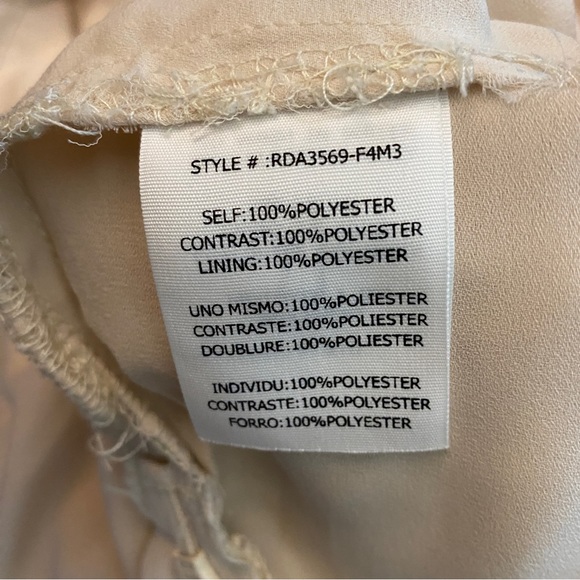 STYLE # :RDA3569-F4M3
SELF:100%POLYESTER
CONTRAST:100%POLYESTER
LINING:100%POLYESTER
UNO MISMO:100%POLIESTER
CONTRASTE:100%POLIESTER
DOUBLURE:100%POLIESTER
INDIVIDU:100%POLYESTER
CONTRASTE:100%POLYESTER
FORRO:100%POLYESTER